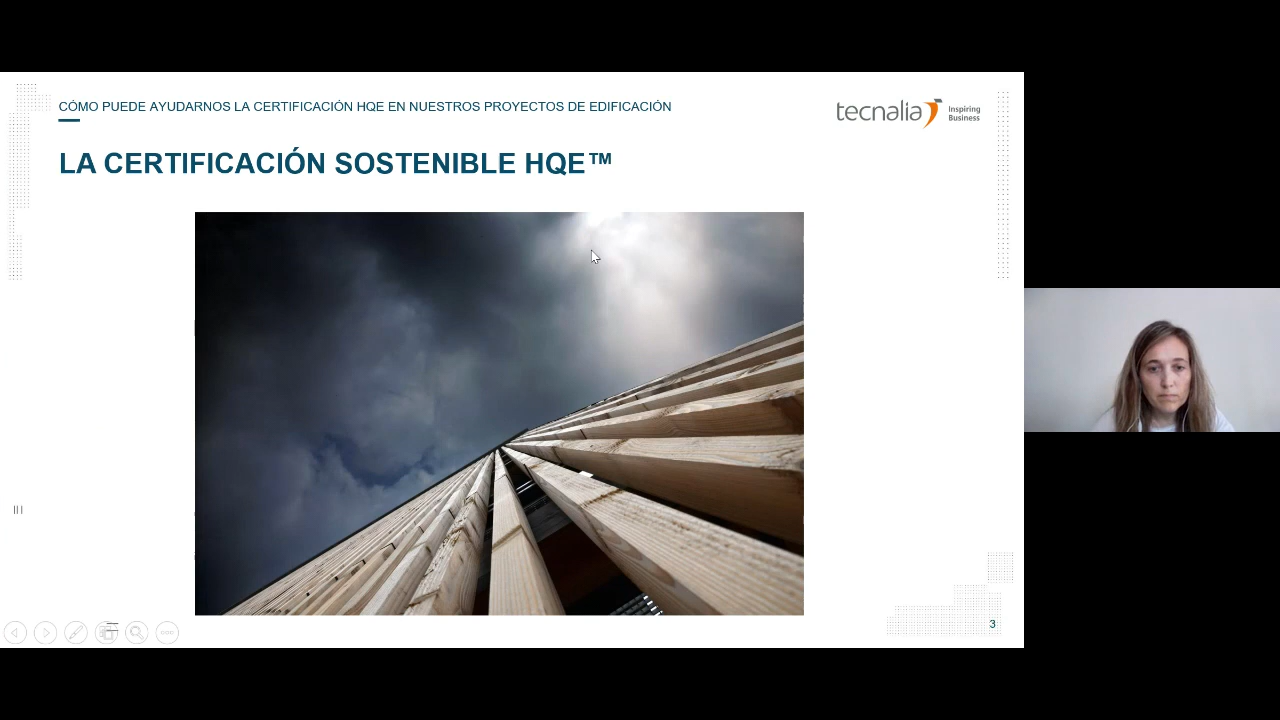 CÓMO PUEDE AYUDARNOS LA CERTIFICACIÓN HQE EN NUESTROS PROYECTOS DE EDIFICACIÓN
tecnalia Inspiring Business
LA CERTIFICACIÓN SOSTENIBLE HQE™
3